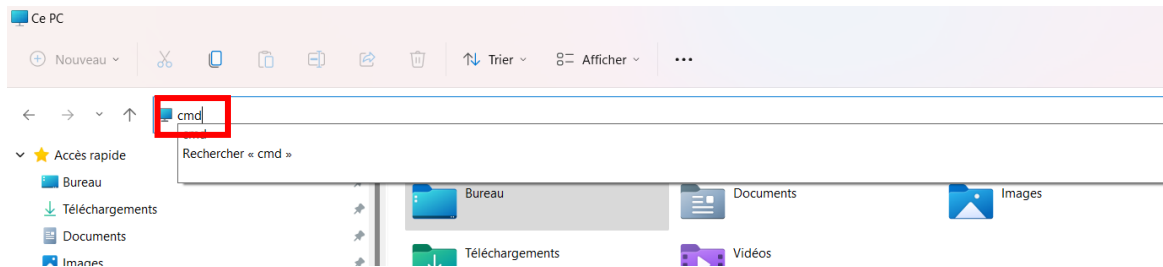 Ce PC
Nouveau
Trier
Afficher
cmd
cmd
Rechercher « cmd »
Accès rapide
Bureau
Téléchargements
Documents
Images
Bureau
Documents
Images
Téléchargements
Vidéos